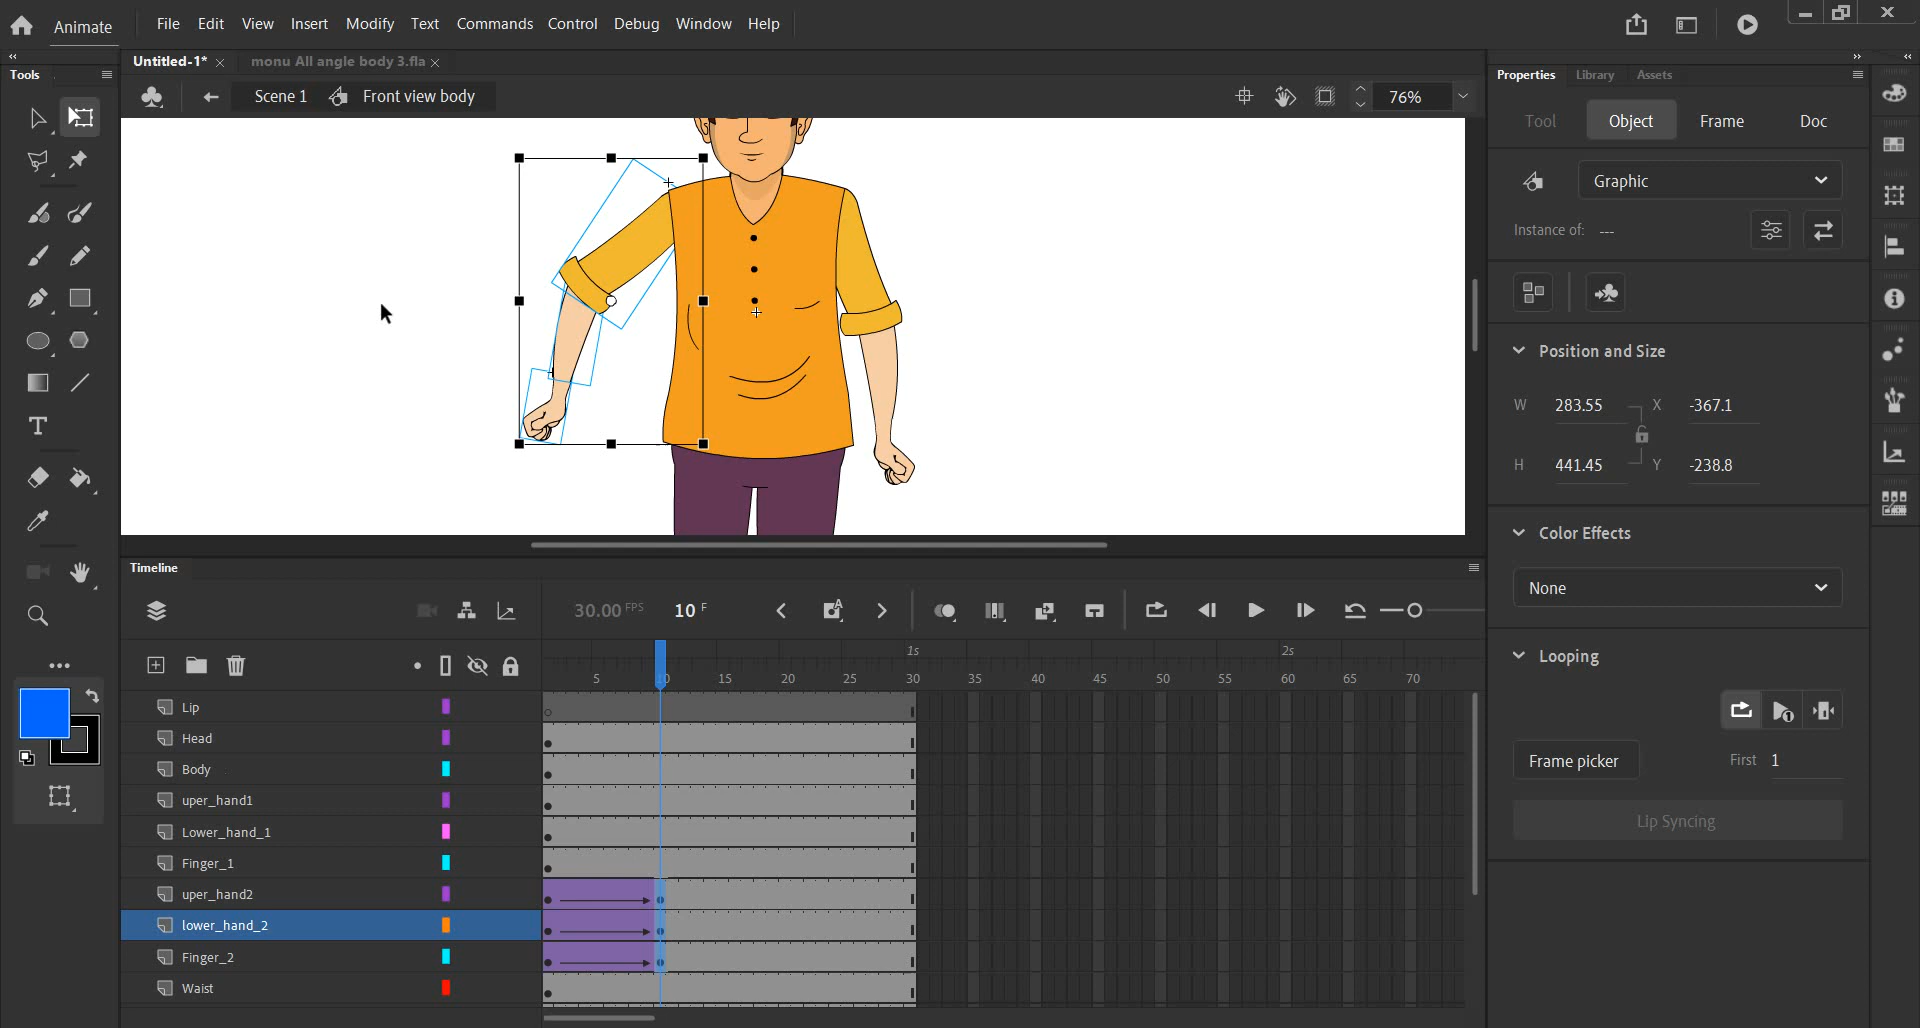 Animate File Edit View Insert Modify Text Commands Control Debug Window Help
Tools
Untitled-1* monu All angle body 3.fla
Scene 1 Front view body 76%
Properties Library Assets
Tool Object Frame Doc
Graphic
Instance of: ---
Position and Size
W 283.55 X -367.1
H 441.45 Y -238.8
Color Effects
None
Looping
Frame picker First 1
Lip Syncing
Timeline
30.00 FPS 10 F
1s 2s
5 10 15 20 25 30 35 40 45 50 55 60 65 70
Lip
Head
Body
uper_hand1
Lower_hand_1
Finger_1
uper_hand2
lower_hand_2
Finger_2
Waist